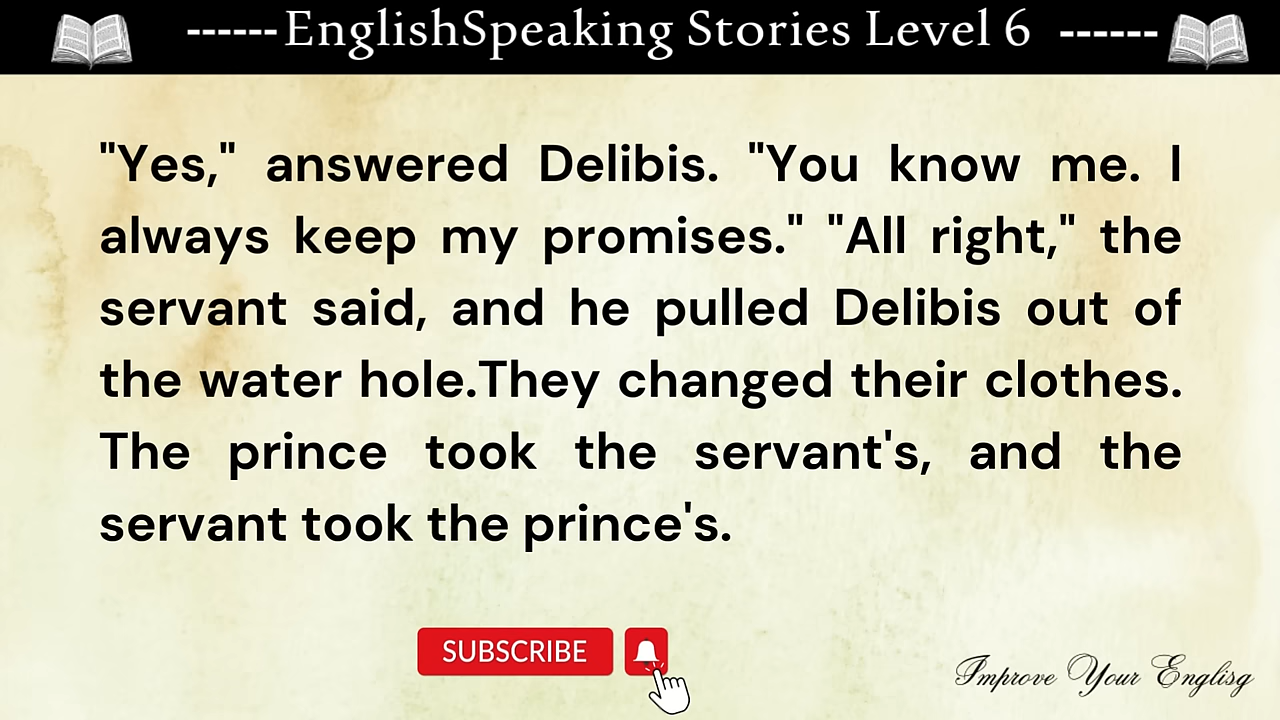 ------EnglishSpeaking Stories Level 6 ------
"Yes," answered Delibis. "You know me. I
always keep my promises." "All right," the
servant said, and he pulled Delibis out of
the water hole.They changed their clothes.
The prince took the servant's, and the
servant took the prince's.
SUBSCRIBE
Improve Your Englisg